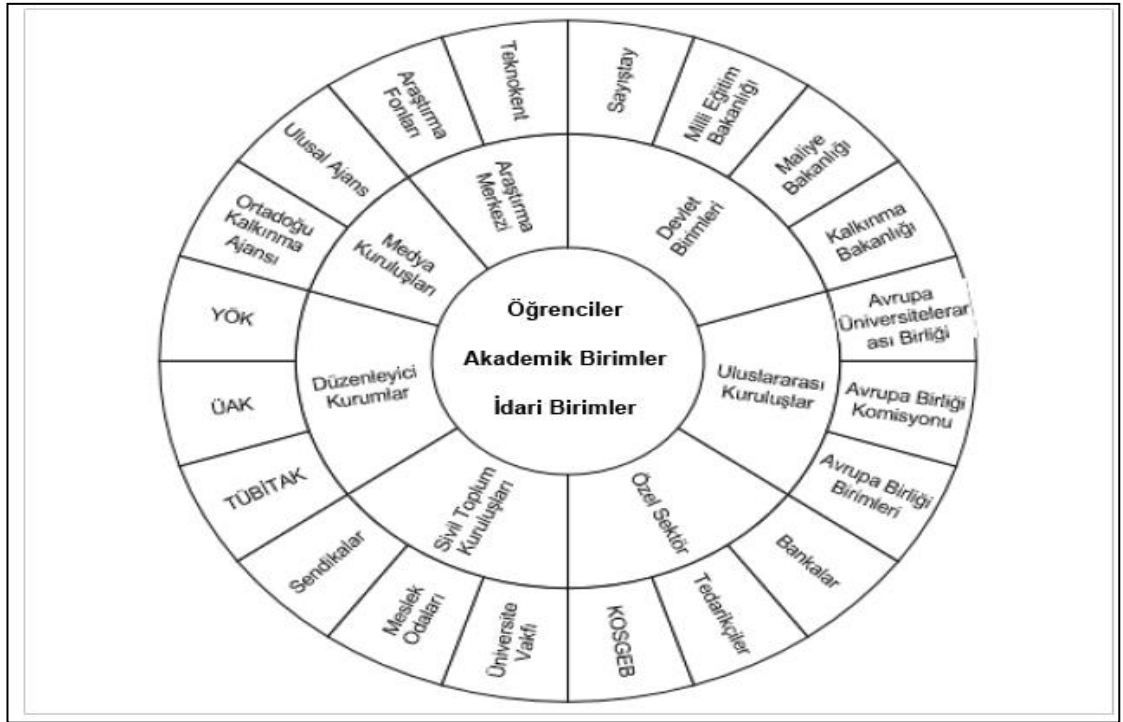 Öğrenciler
Akademik Birimler
İdari Birimler
Devlet
Birimleri
Uluslararası
Kuruluşlar
Özel Sektör
Sivil Toplum
Kuruluşları
Düzenleyici
Kurumlar
Medya
Kuruluşları
Araştırma
Merkezi
Sayıştay
Milli Eğitim
Bakanlığı
Maliye
Bakanlığı
Kalkınma
Bakanlığı
Avrupa
Üniversitelerar
ası Birliği
Avrupa Birliği
Komisyonu
Avrupa Birliği
Birimleri
Bankalar
Tedarikçiler
KOSGEB
Üniversite
Vakfı
Meslek
Odaları
Sendikalar
TÜBİTAK
ÜAK
YÖK
Ortadoğu
Kalkınma
Ajansı
Ulusal Ajans
Araştırma
Fonları
Teknokent